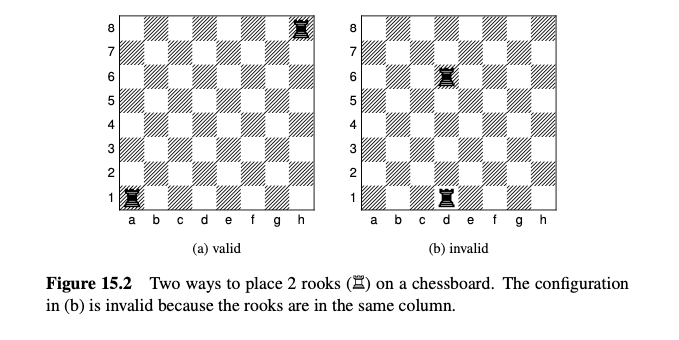 8
7
6
5
4
3
2
1
a b c d e f g h
8
7
6
5
4
3
2
1
a b c d e f g h
(a) valid
(b) invalid
Figure 15.2 Two ways to place 2 rooks (♖) on a chessboard. The configuration
in (b) is invalid because the rooks are in the same column.